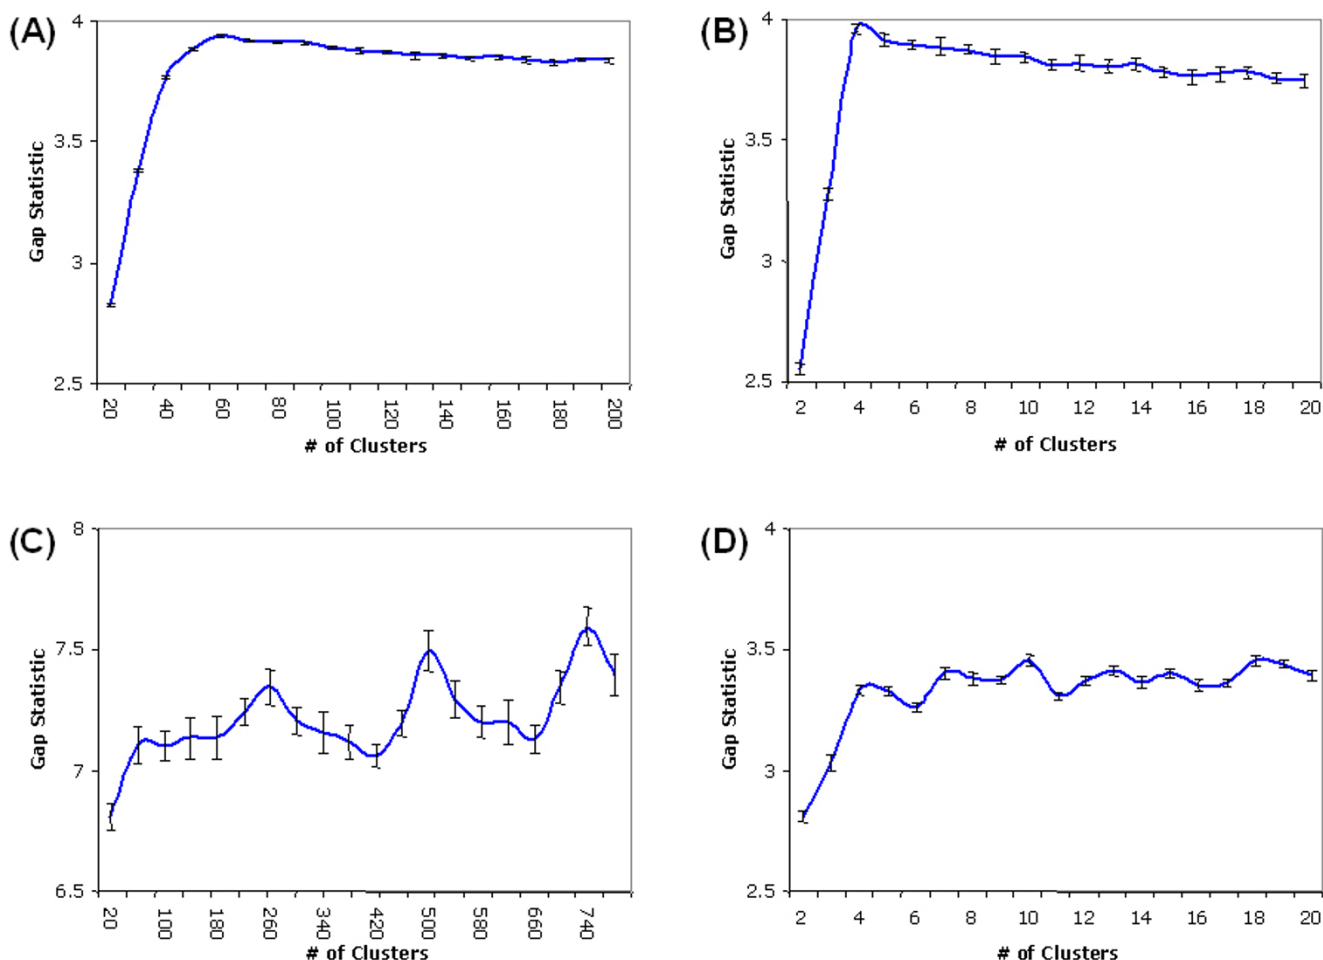 (A)
4
3.5
3
2.5
Gap Statistic
20 40 60 80 100 120 140 160 180 200
# of Clusters
(B)
4
3.5
3
2.5
Gap Statistic
2 4 6 8 10 12 14 16 18 20
# of Clusters
(C)
8
7.5
7
6.5
Gap Statistic
20 100 180 260 340 420 500 580 660 740
# of Clusters
(D)
4
3.5
3
2.5
Gap Statistic
2 4 6 8 10 12 14 16 18 20
# of Clusters